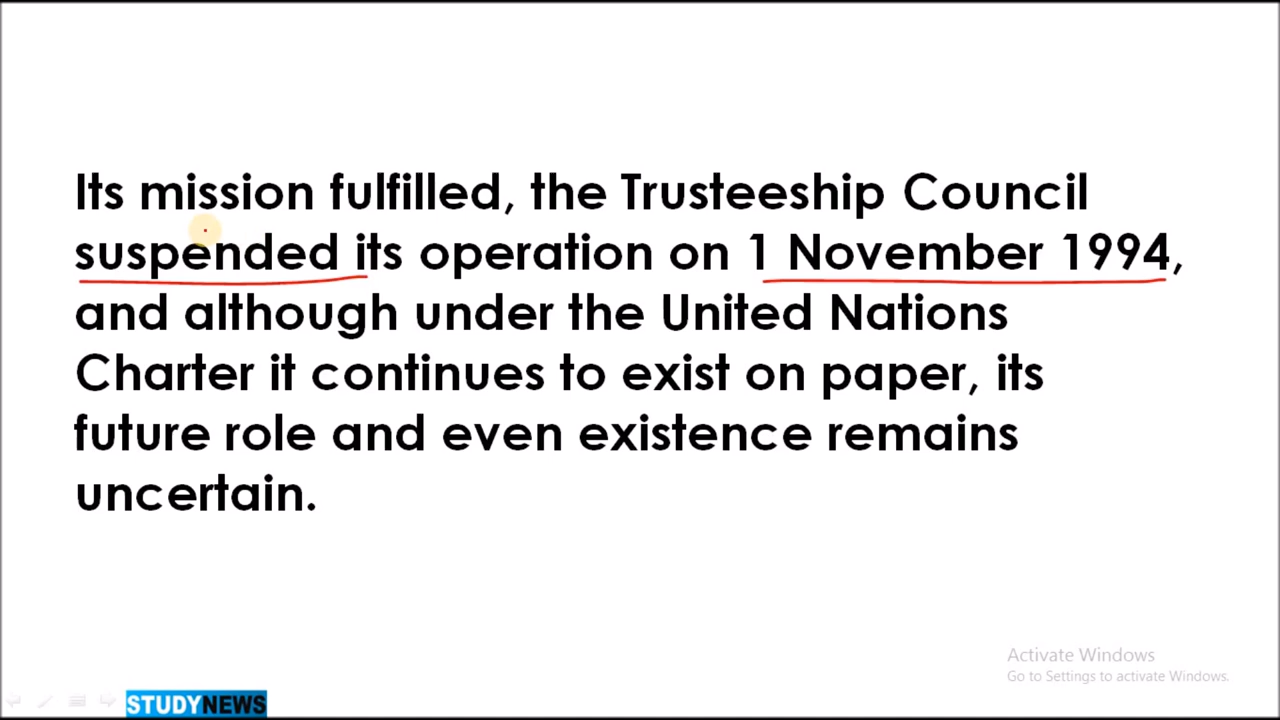 Its mission fulfilled, the Trusteeship Council
suspended its operation on 1 November 1994,
and although under the United Nations
Charter it continues to exist on paper, its
future role and even existence remains
uncertain.
Activate Windows
Go to Settings to activate Windows.
STUDYNEWS